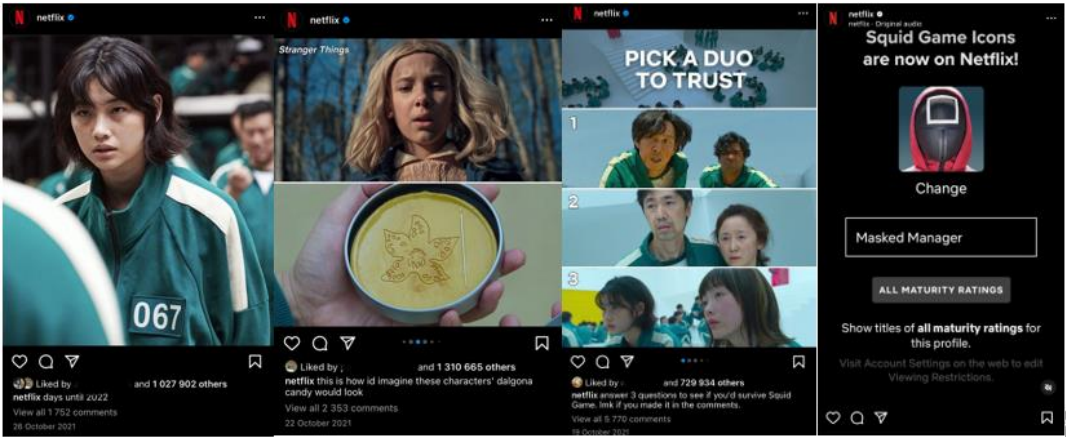 netflix
067
Liked by
and 1 027 902 others
netflix days until 2022
View all 1 752 comments
26 October 2021
netflix
Stranger Things
Liked by
and 1 310 665 others
netflix this is how id imagine these characters' dalgona
candy would look
View all 2 353 comments
22 October 2021
netflix
PICK A DUO
TO TRUST
1
2
3
Liked by
and 729 934 others
netflix answer 3 questions to see if you'd survive Squid
Game. lmk if you made it in the comments.
View all 5 770 comments
19 October 2021
netflix
netflix · Original audio
Squid Game Icons
are now on Netflix!
Change
Masked Manager
ALL MATURITY RATINGS
Show titles of all maturity ratings for
this profile.
Visit Account Settings on the web to edit
Viewing Restrictions.